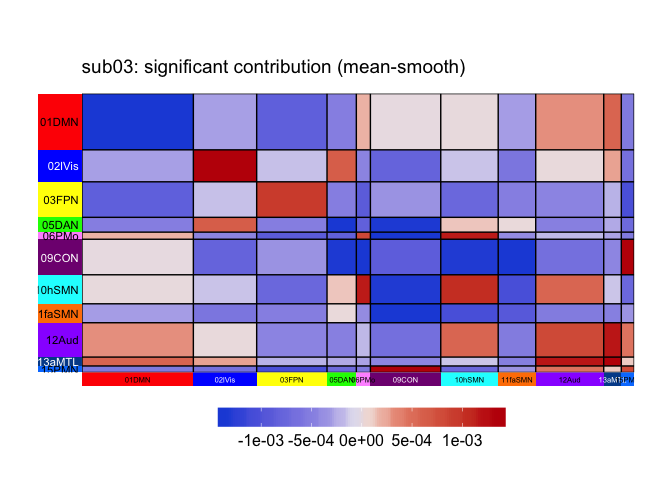 sub03: significant contribution (mean-smooth)
01DMN
02lVis
03FPN
05DAN
06PMo
09CON
10hSMN
11faSMN
12Aud
13aMTL
15PMN
01DMN 02lVis 03FPN 05DAN 06PMo 09CON 10hSMN 11faSMN 12Aud 13aMTL
-1e-03 -5e-04 0e+00 5e-04 1e-03